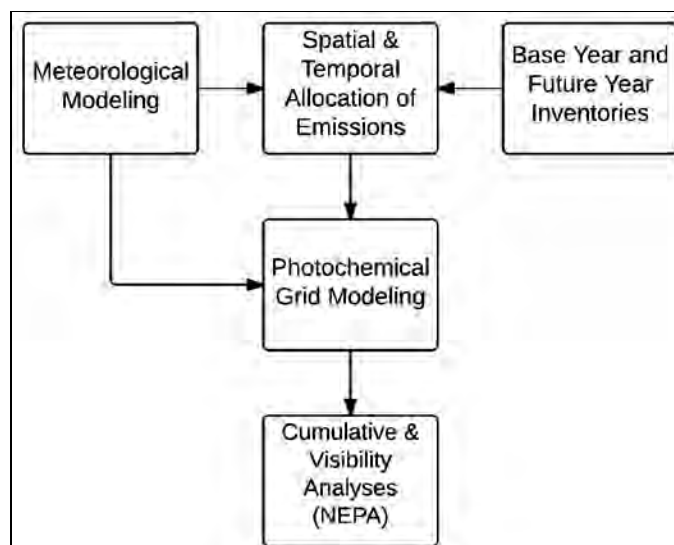 Meteorological
Modeling
Spatial &
Temporal
Allocation of
Emissions
Base Year and
Future Year
Inventories
Photochemical
Grid Modeling
Cumulative &
Visibility
Analyses
(NEPA)